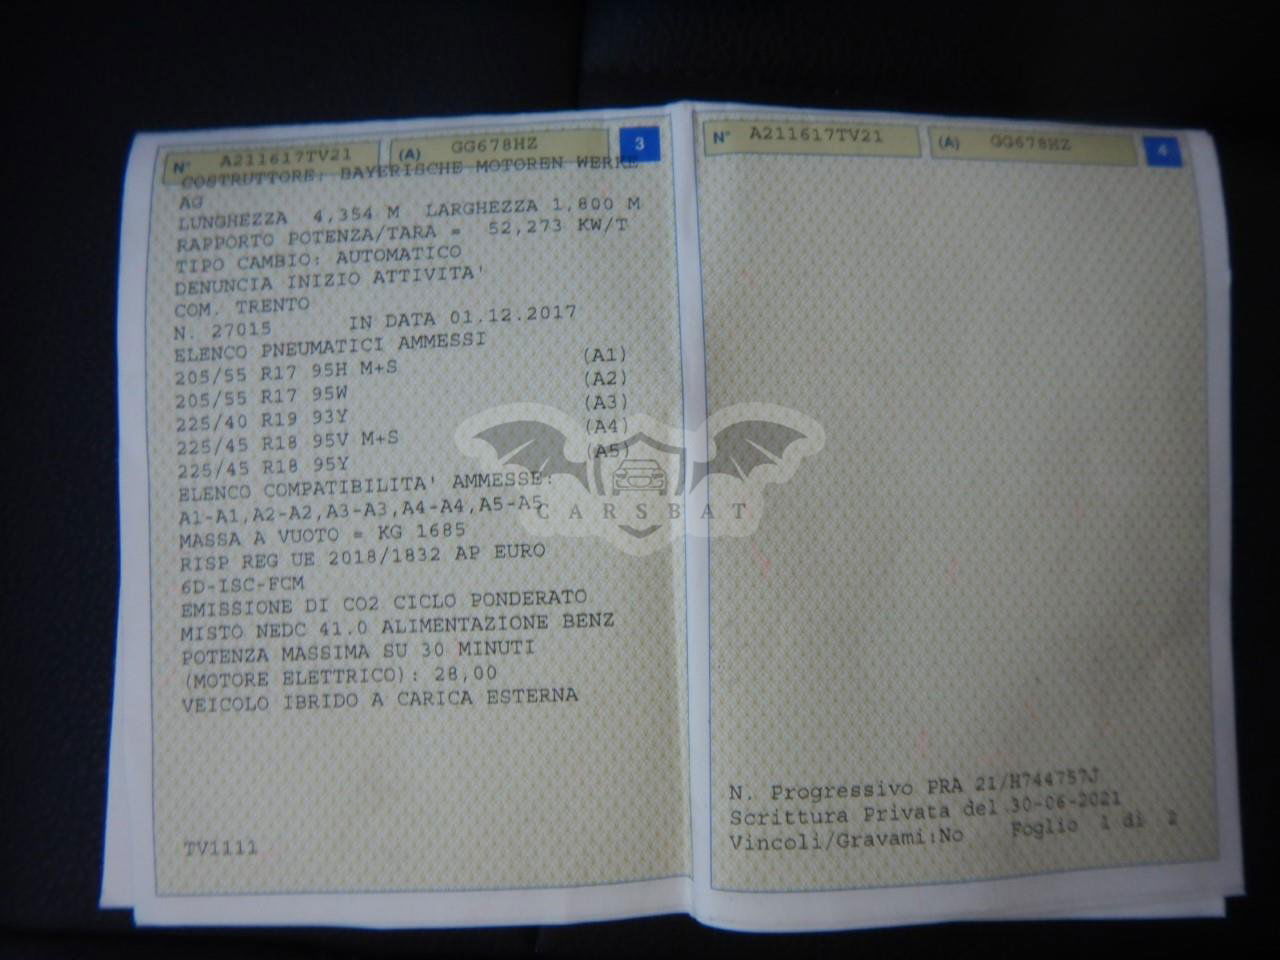 N° A211617TV21 (A) GG678HZ 3
COSTRUTTORE: BAYERISCHE MOTOREN WERKE
AG
LUNGHEZZA 4,354 M LARGHEZZA 1,800 M
RAPPORTO POTENZA/TARA = 52,273 KW/T
TIPO CAMBIO: AUTOMATICO
DENUNCIA INIZIO ATTIVITA'
COM. TRENTO
N. 27015 IN DATA 01.12.2017
ELENCO PNEUMATICI AMMESSI
205/55 R17 95H M+S (A1)
205/55 R17 95W (A2)
225/40 R19 93Y (A3)
225/45 R18 95V M+S (A4)
225/45 R18 95Y (A5)
ELENCO COMPATIBILITA' AMMESSE:
A1-A1,A2-A2,A3-A3,A4-A4,A5-A5
MASSA A VUOTO = KG 1685
RISP REG UE 2018/1832 AP EURO
6D-ISC-FCM
EMISSIONE DI CO2 CICLO PONDERATO
MISTO NEDC 41.0 ALIMENTAZIONE BENZ
POTENZA MASSIMA SU 30 MINUTI
(MOTORE ELETTRICO): 28,00
VEICOLO IBRIDO A CARICA ESTERNA
TV1111
N° A211617TV21 (A) GG678HZ 4
N. Progressivo PRA 21/H744757J
Scrittura Privata del 30-06-2021
Vincoli/Gravami:No Foglio 1 di 2
CARSBAT